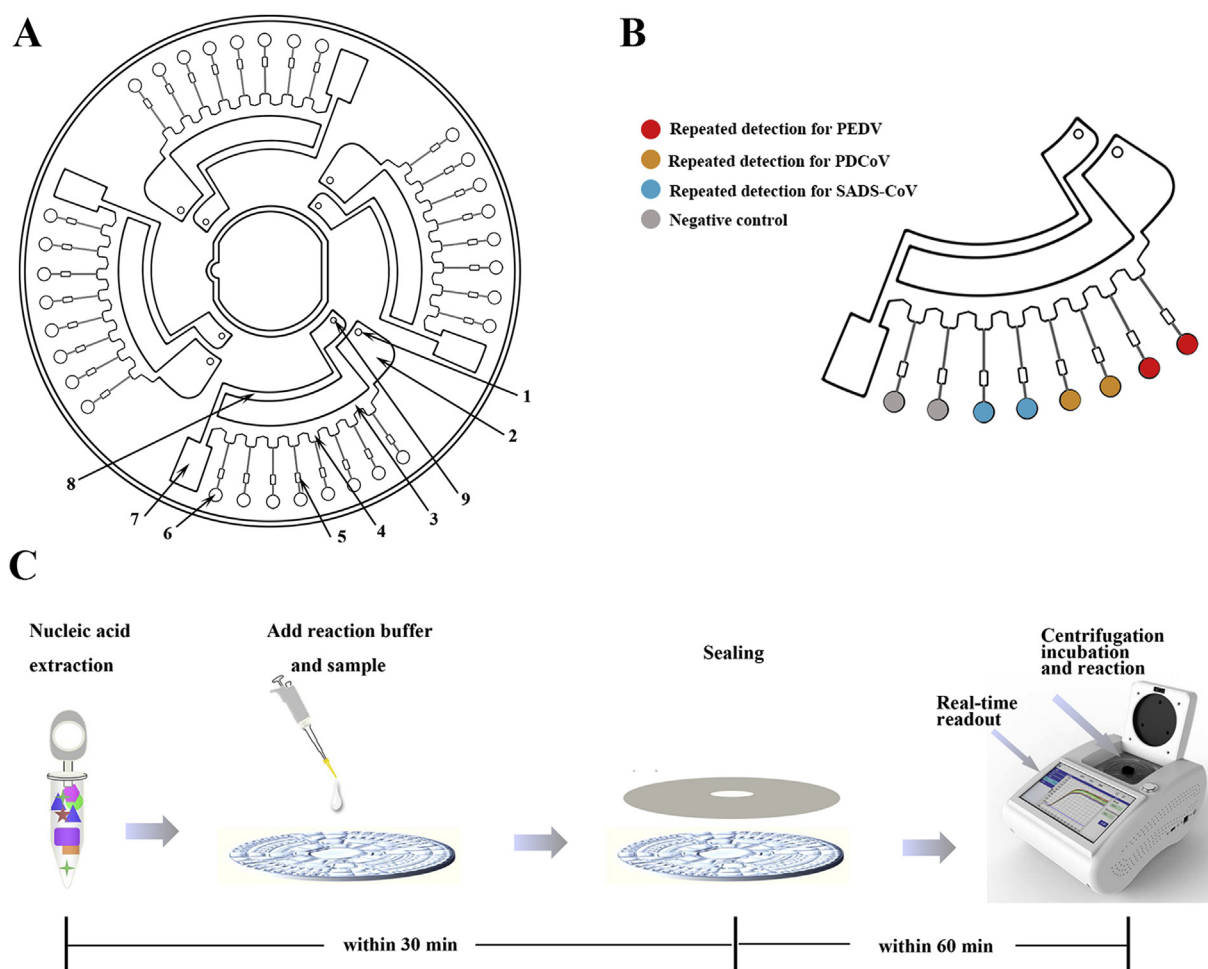 A
B
Repeated detection for PEDV
Repeated detection for PDCoV
Repeated detection for SADS-CoV
Negative control
1
2
3
4
5
6
7
8
9
C
Nucleic acid
extraction
Add reaction buffer
and sample
Sealing
Centrifugation
incubation
and reaction
Real-time
readout
within 30 min
within 60 min